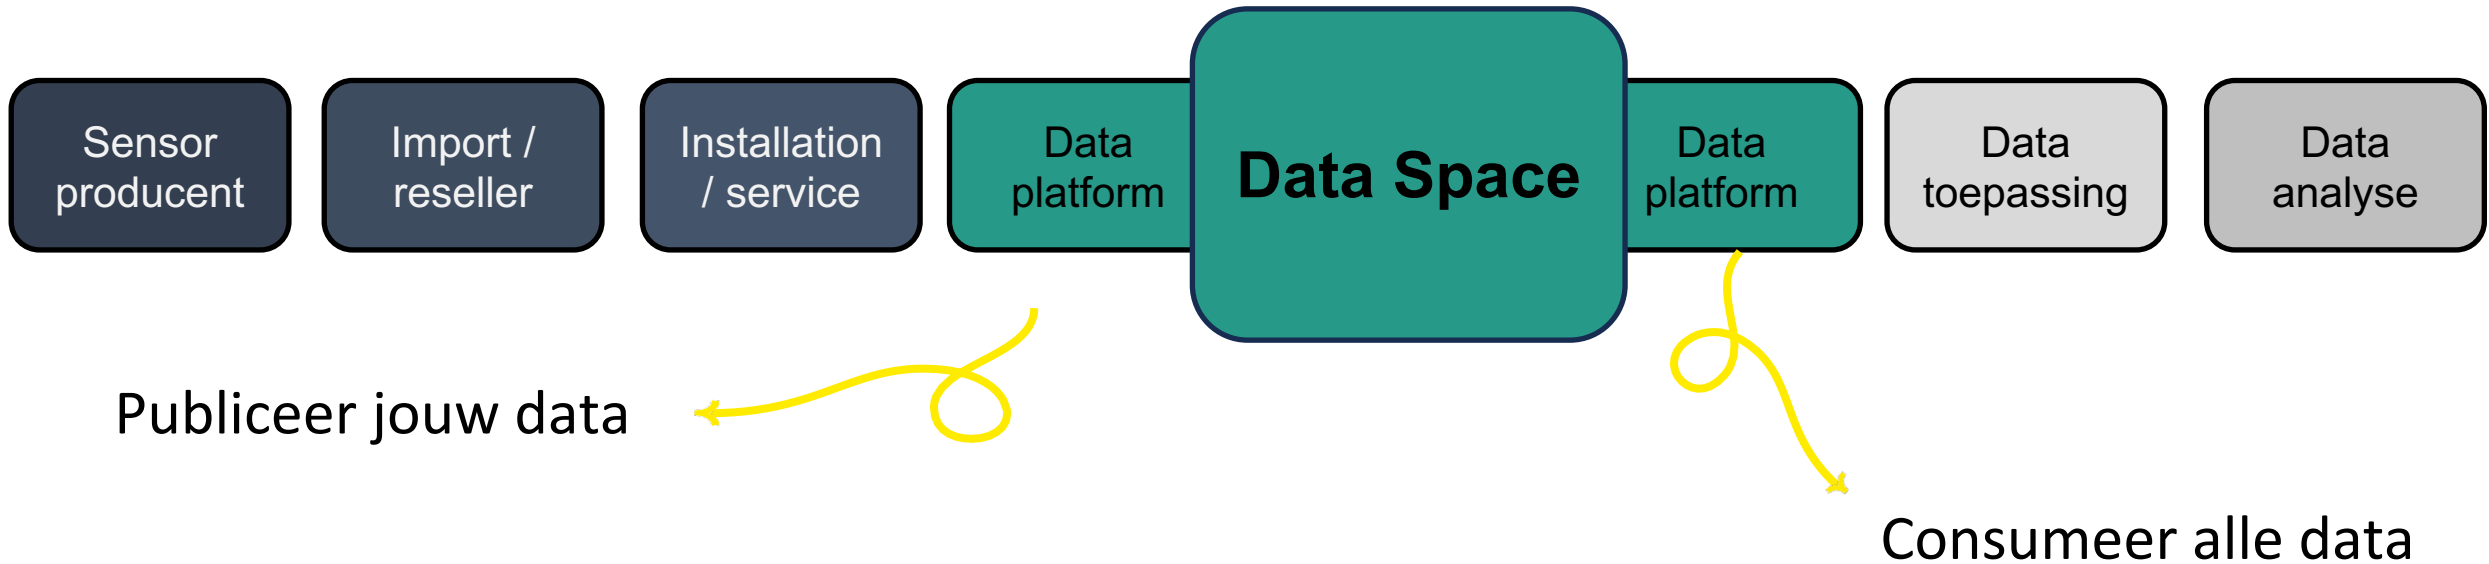 Sensor
producent
Import /
reseller
Installation
/ service
Data
platform
Data Space
Data
platform
Data
toepassing
Data
analyse
Publiceer jouw data
Consumeer alle data